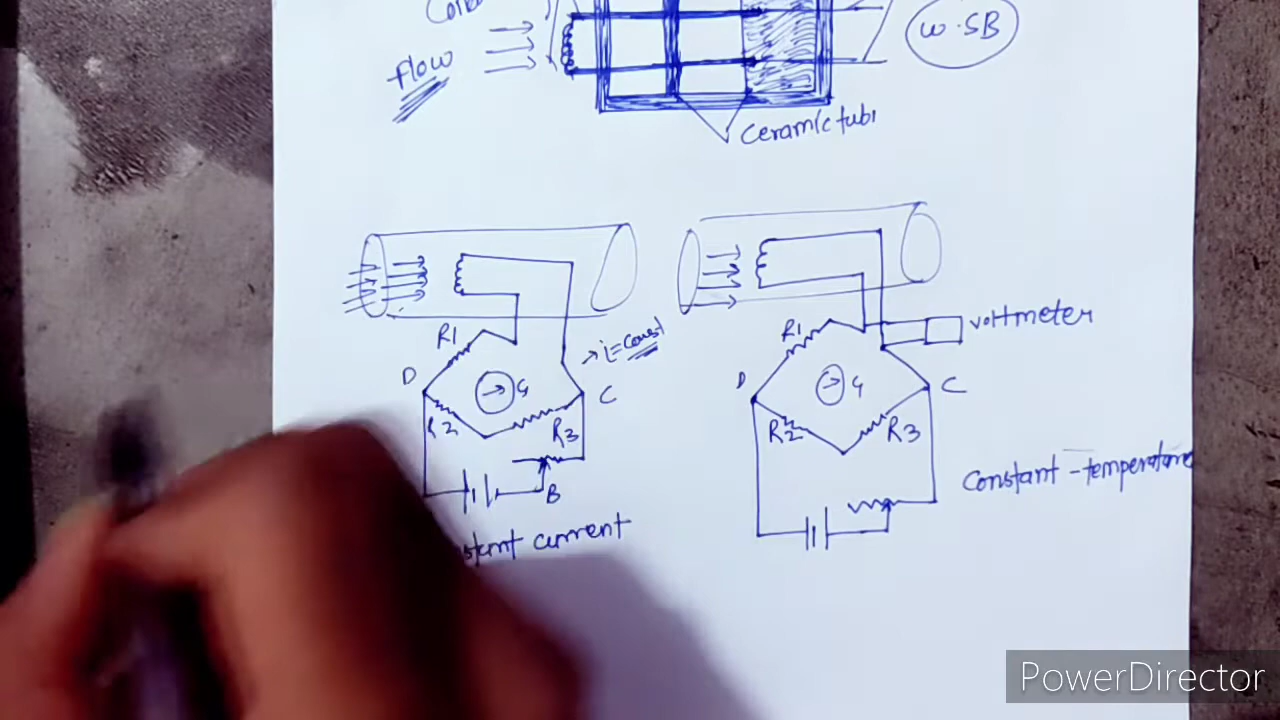 flow
W.SB
Ceramic tubi
R1
D
G
C
→ i=const
R2
R3
B
current
R1
voltmeter
D
G
C
R2
R3
Constant-temperature
PowerDirector